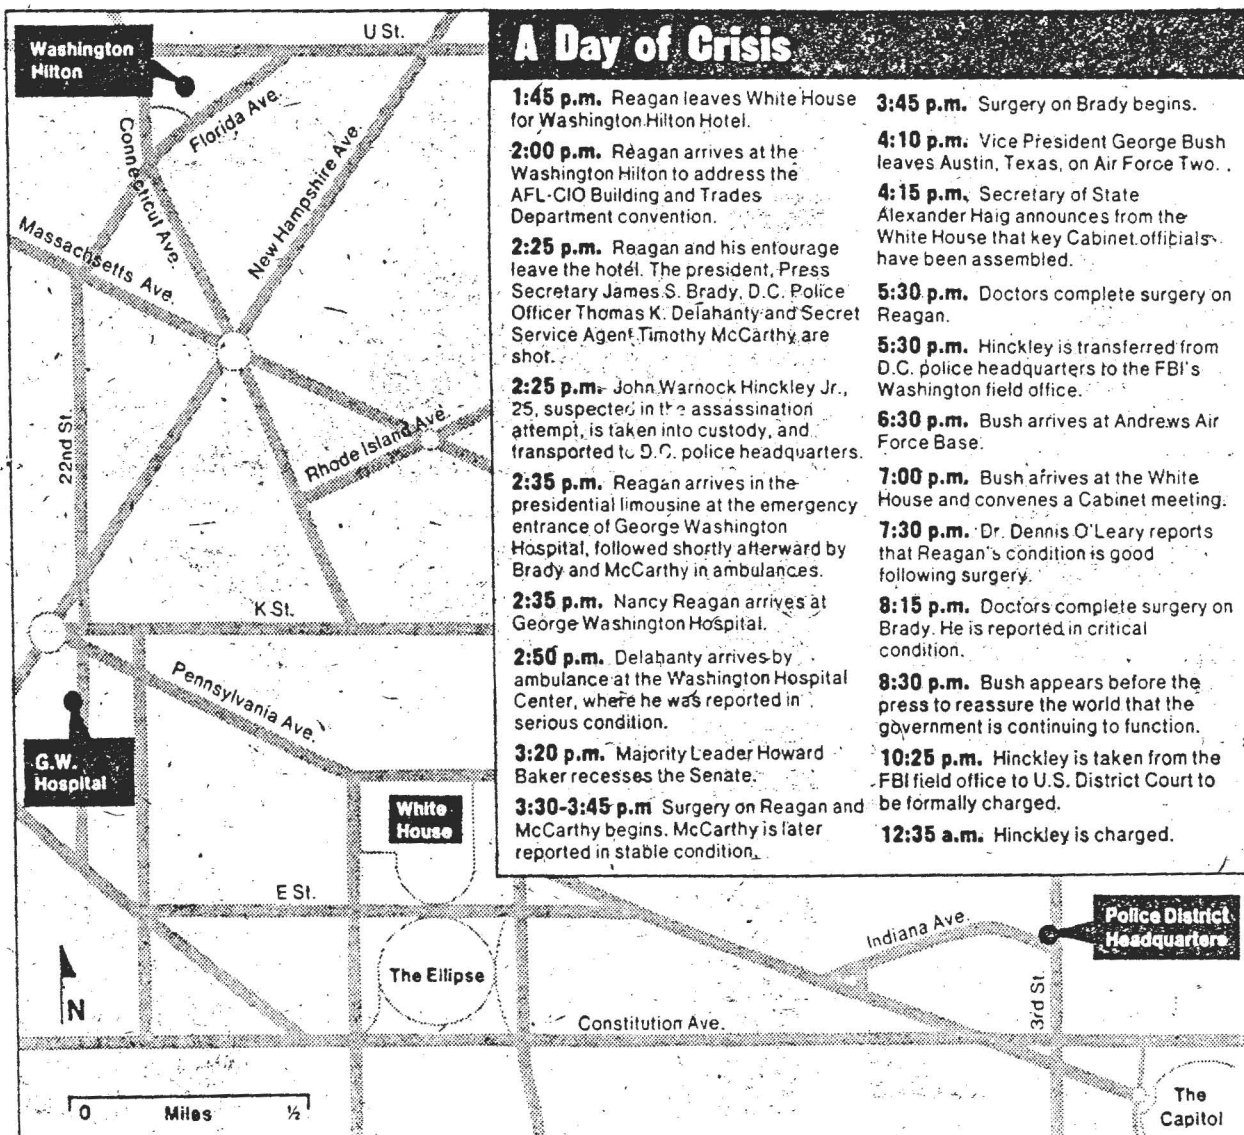 A Day of Crisis
1:45 p.m. Reagan leaves White House
for Washington Hilton Hotel.
2:00 p.m. Reagan arrives at the
Washington Hilton to address the
AFL-CIO Building and Trades
Department convention.
2:25 p.m. Reagan and his entourage
leave the hotel. The president, Press
Secretary James S. Brady, D.C. Police
Officer Thomas K. Delahanty and Secret
Service Agent Timothy McCarthy are
shot.
2:25 p.m. John Warnock Hinckley Jr.,
25, suspected in the assassination
attempt, is taken into custody, and
transported to D.C. police headquarters.
2:35 p.m. Reagan arrives in the
presidential limousine at the emergency
entrance of George Washington
Hospital, followed shortly afterward by
Brady and McCarthy in ambulances.
2:35 p.m. Nancy Reagan arrives at
George Washington Hospital.
2:50 p.m. Delahanty arrives by
ambulance at the Washington Hospital
Center, where he was reported in
serious condition.
3:20 p.m. Majority Leader Howard
Baker recesses the Senate.
3:30-3:45 p.m Surgery on Reagan and
McCarthy begins. McCarthy is later
reported in stable condition.
3:45 p.m. Surgery on Brady begins.
4:10 p.m. Vice President George Bush
leaves Austin, Texas, on Air Force Two.
4:15 p.m. Secretary of State
Alexander Haig announces from the
White House that key Cabinet officials
have been assembled.
5:30 p.m. Doctors complete surgery on
Reagan.
5:30 p.m. Hinckley is transferred from
D.C. police headquarters to the FBI's
Washington field office.
6:30 p.m. Bush arrives at Andrews Air
Force Base.
7:00 p.m. Bush arrives at the White
House and convenes a Cabinet meeting.
7:30 p.m. Dr. Dennis O'Leary reports
that Reagan's condition is good
following surgery.
8:15 p.m. Doctors complete surgery on
Brady. He is reported in critical
condition.
8:30 p.m. Bush appears before the
press to reassure the world that the
government is continuing to function.
10:25 p.m. Hinckley is taken from the
FBI field office to U.S. District Court to
be formally charged.
12:35 a.m. Hinckley is charged.
Washington
Hilton
U St.
Florida Ave.
Connecticut Ave.
New Hampshire Ave.
Massachsetts Ave.
22nd St.
Rhode Island Ave.
K St.
Pennsylvania Ave.
G.W.
Hospital
White
House
E St.
The Ellipse
Indiana Ave.
Police District
Headquarters
3rd St.
Constitution Ave.
N
0 Miles ½
The
Capitol